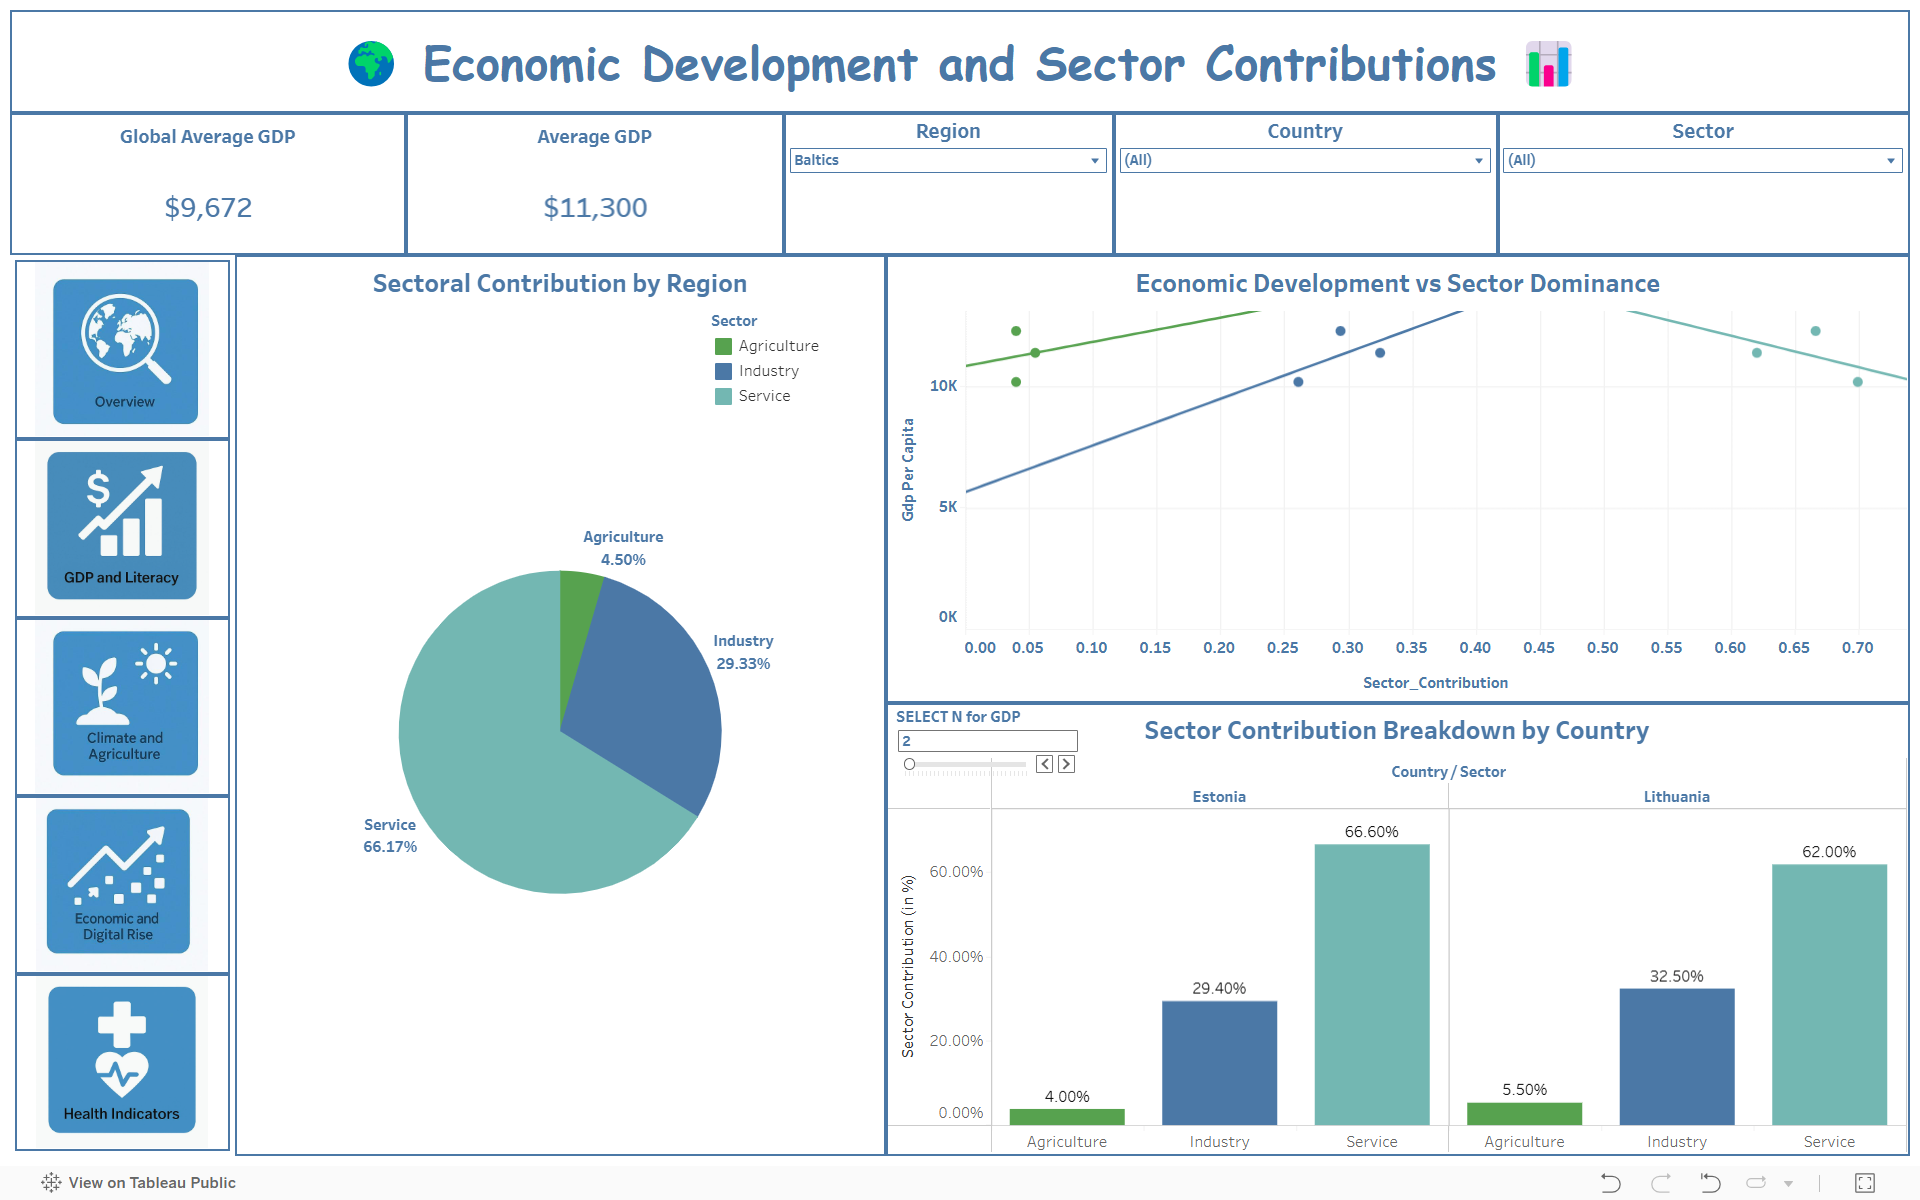 Economic Development and Sector Contributions
Global Average GDP
$9,672
Average GDP
$11,300
Region
Baltics
Country
(All)
Sector
(All)
Overview
$
GDP and Literacy
Climate and
Agriculture
Economic and
Digital Rise
Health Indicators
Sectoral Contribution by Region
Sector
Agriculture
Industry
Service
Agriculture
4.50%
Industry
29.33%
Service
66.17%
Economic Development vs Sector Dominance
Gdp Per Capita
10K
5K
0K
0.00 0.05 0.10 0.15 0.20 0.25 0.30 0.35 0.40 0.45 0.50 0.55 0.60 0.65 0.70
Sector_Contribution
SELECT N for GDP
2
Sector Contribution Breakdown by Country
Country / Sector
Estonia Lithuania
Sector Contribution (in %)
60.00%
40.00%
20.00%
0.00%
4.00% 29.40% 66.60% 5.50% 32.50% 62.00%
Agriculture Industry Service Agriculture Industry Service
View on Tableau Public